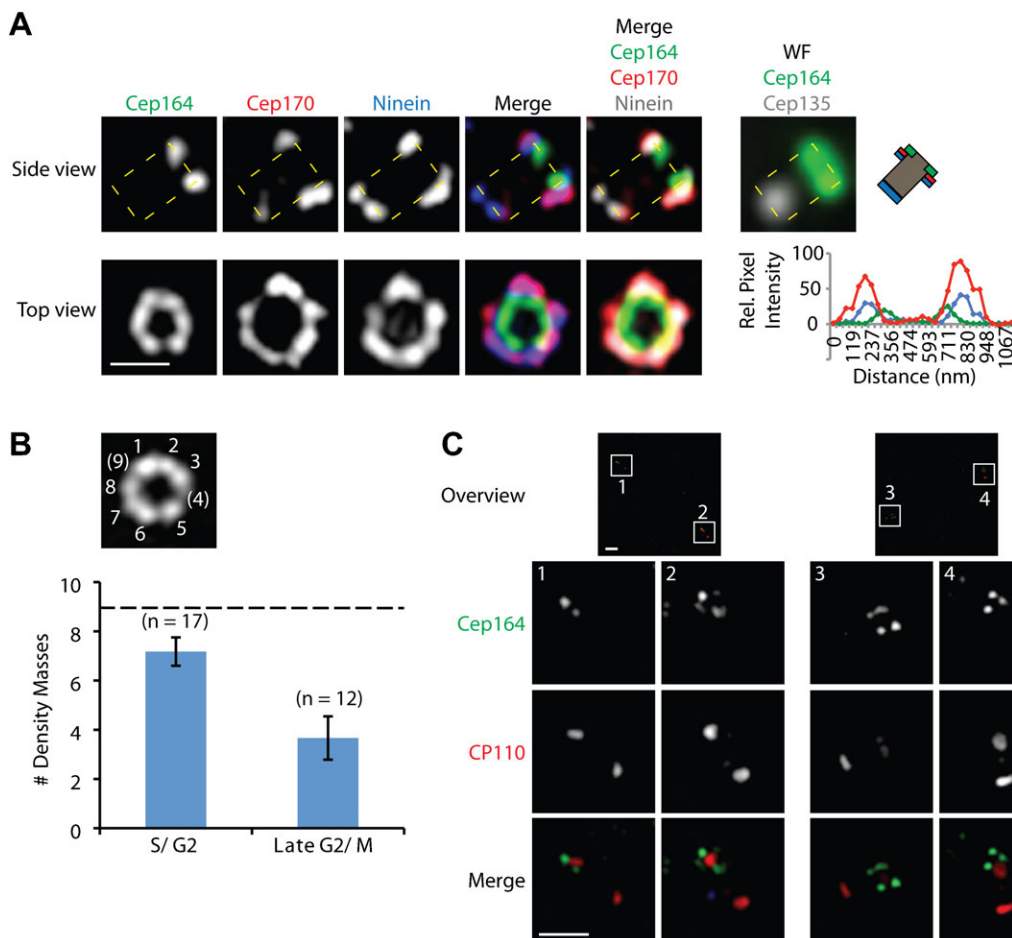 A
Merge
Cep164
Cep170
Ninein
WF
Cep164
Cep135
Cep164 Cep170 Ninein Merge
Side view
Top view
Rel. Pixel
Intensity
100
50
0
0 119 237 356 474 593 711 830 948 1067
Distance (nm)
B
1 2 3 (4) 5 6 7 8 (9)
# Density Masses
10
8
6
4
2
0
(n = 17)
(n = 12)
S/ G2 Late G2/ M
C
Overview
1 2 3 4
1 2 3 4
Cep164
CP110
Merge